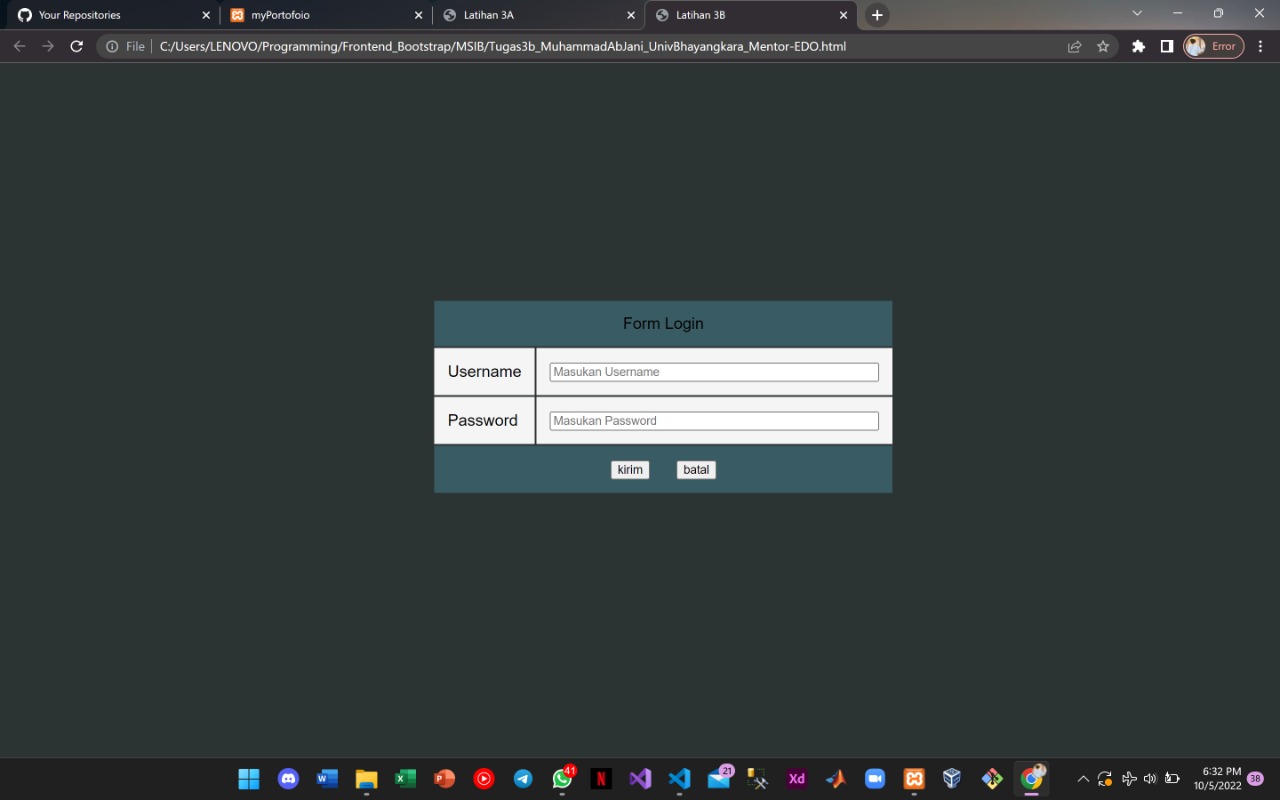 Your Repositories
myPortofoio
Latihan 3A
Latihan 3B
File
C:/Users/LENOVO/Programming/Frontend_Bootstrap/MSIB/Tugas3b_MuhammadAbJani_UnivBhayangkara_Mentor-EDO.html
Error
Form Login
Username
Masukan Username
Password
Masukan Password
kirim
batal
W
X
P
41
N
21
Xd
6:32 PM
10/5/2022
38